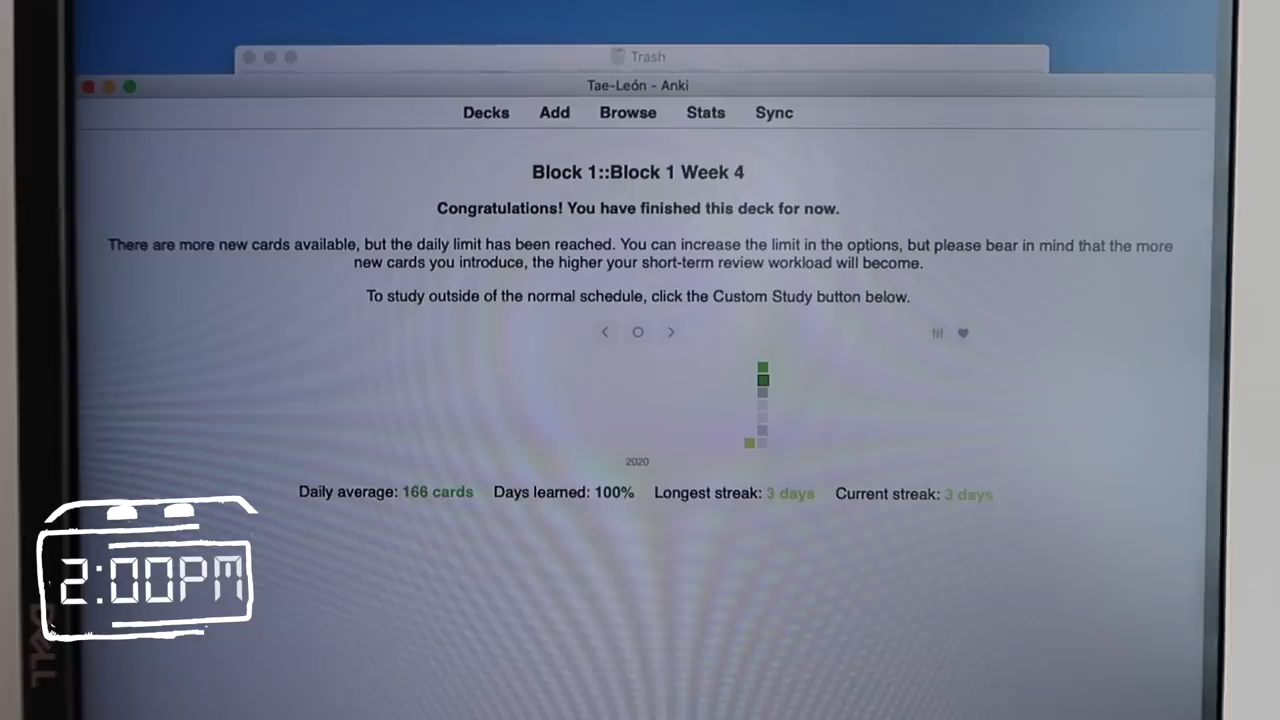 Trash
Tae-León - Anki
Decks Add Browse Stats Sync
Block 1::Block 1 Week 4
Congratulations! You have finished this deck for now.
There are more new cards available, but the daily limit has been reached. You can increase the limit in the options, but please bear in mind that the more
new cards you introduce, the higher your short-term review workload will become.
To study outside of the normal schedule, click the Custom Study button below.
2020
Daily average: 166 cards Days learned: 100% Longest streak: 3 days Current streak: 3 days
2:00PM
DELL